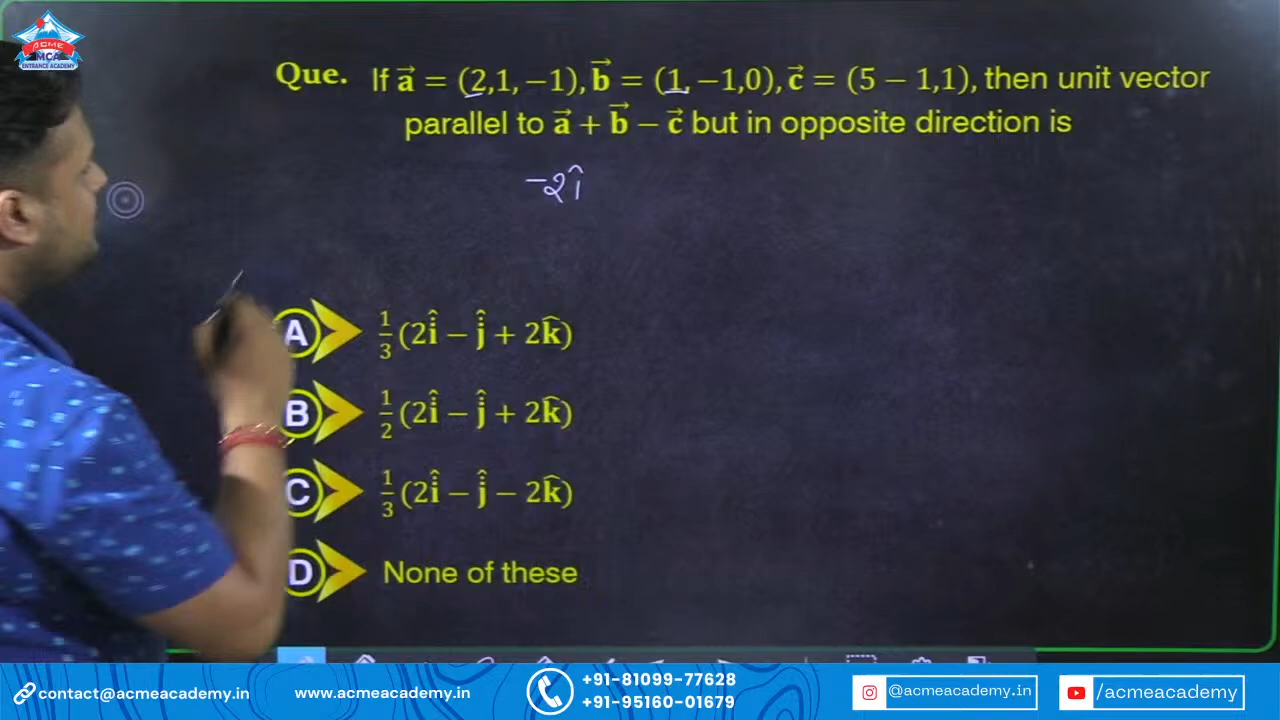 ACME
MCA
ENTRANCE ACADEMY
Que. If a⃗ = (2,1, −1), b⃗ = (1, −1,0), c⃗ = (5 − 1,1), then unit vector
parallel to a⃗ + b⃗ − c⃗ but in opposite direction is
-2î
A 1/3 (2î − ĵ + 2k̂)
B 1/2 (2î − ĵ + 2k̂)
C 1/3 (2î − ĵ − 2k̂)
D None of these
contact@acmeacademy.in
www.acmeacademy.in
+91-81099-77628
+91-95160-01679
@acmeacademy.in
/acmeacademy